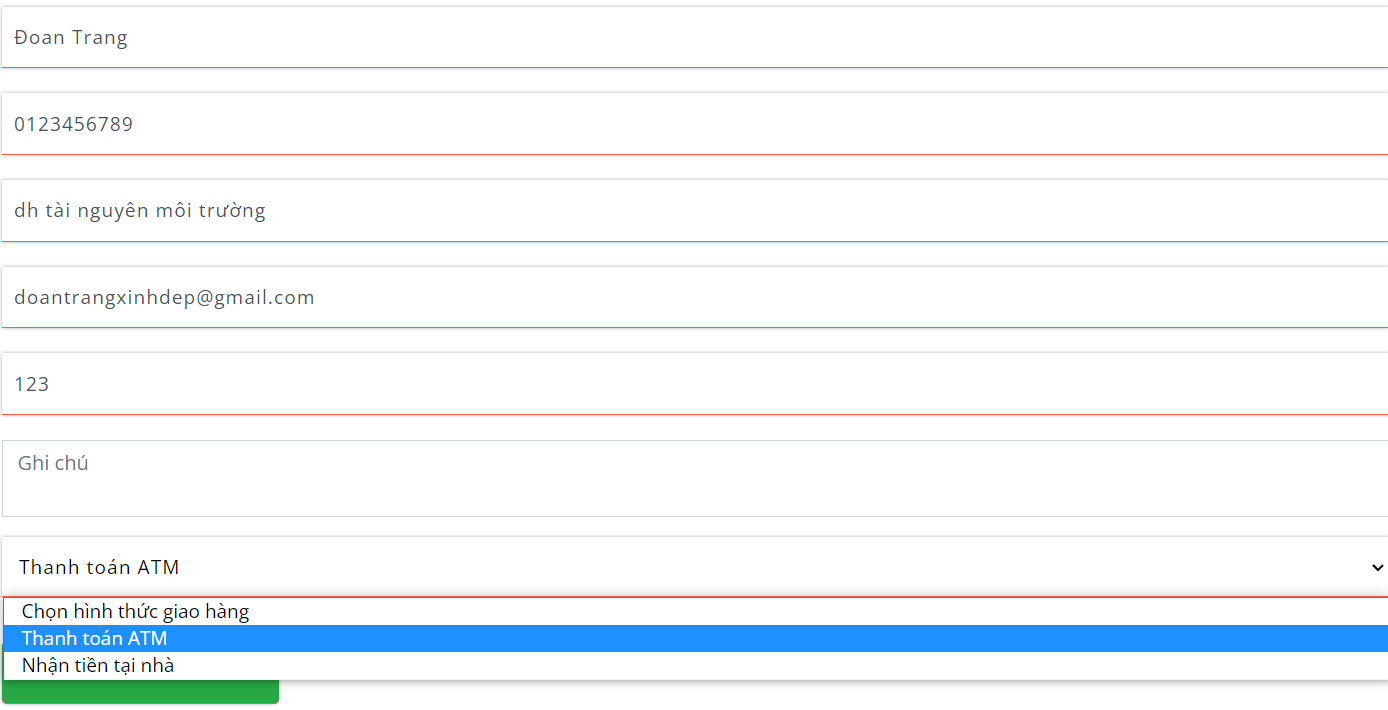 Đoan Trang
0123456789
dh tài nguyên môi trường
doantrangxinhdep@gmail.com
123
Ghi chú
Thanh toán ATM
Chọn hình thức giao hàng
Thanh toán ATM
Nhận tiền tại nhà